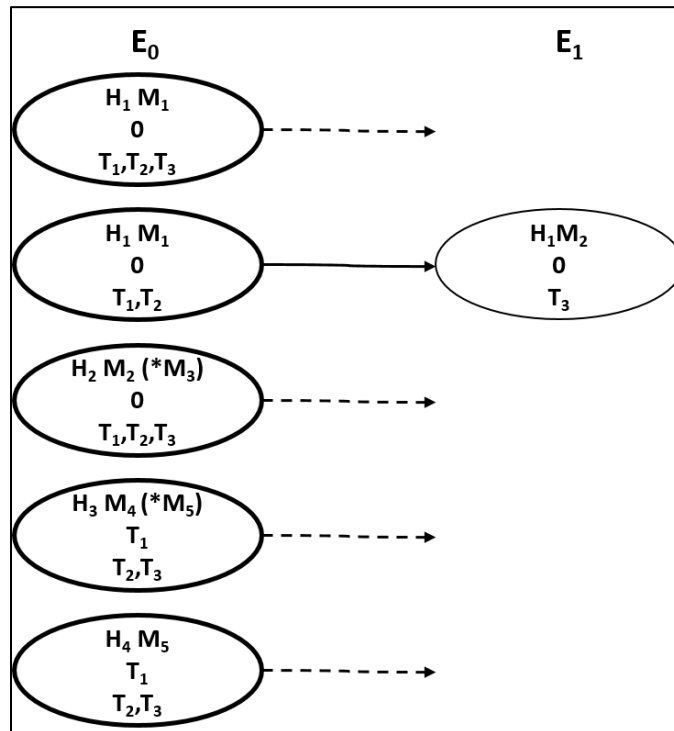 E₀ E₁
H₁ M₁
0
T₁,T₂,T₃
H₁ M₁
0
T₁,T₂
H₁M₂
0
T₃
H₂ M₂ (*M₃)
0
T₁,T₂,T₃
H₃ M₄ (*M₅)
T₁
T₂,T₃
H₄ M₅
T₁
T₂,T₃